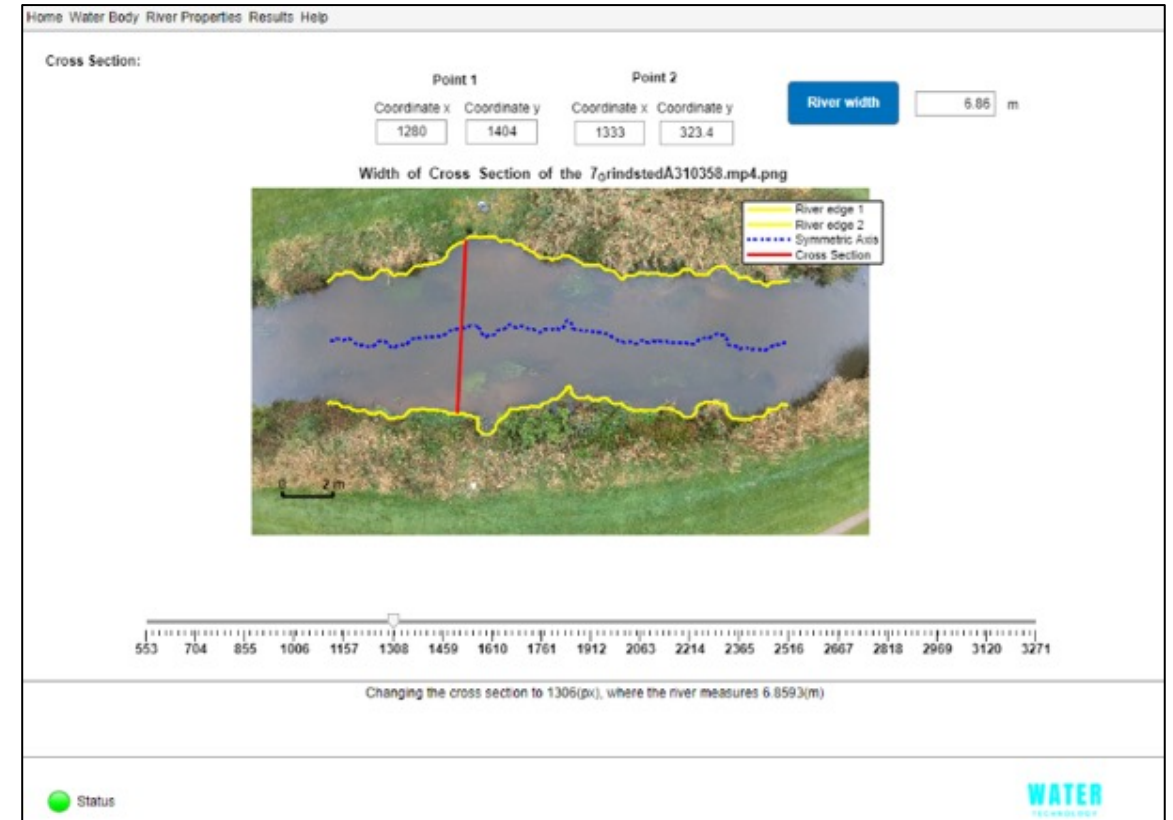 Home Water Body River Properties Results Help
Cross Section:
Point 1
Point 2
Coordinate x Coordinate y
Coordinate x Coordinate y
River width
6.86 m
1280 1404
1333 323.4
Width of Cross Section of the 7₀rindstedÅ310358.mp4.png
River edge 1
River edge 2
Symmetric Axis
Cross Section
0 2 m
553 704 855 1006 1157 1308 1459 1610 1761 1912 2063 2214 2365 2516 2667 2818 2969 3120 3271
Changing the cross section to 1306(px), where the river measures 6.8593(m)
Status
WATER
TECHNOLOGY